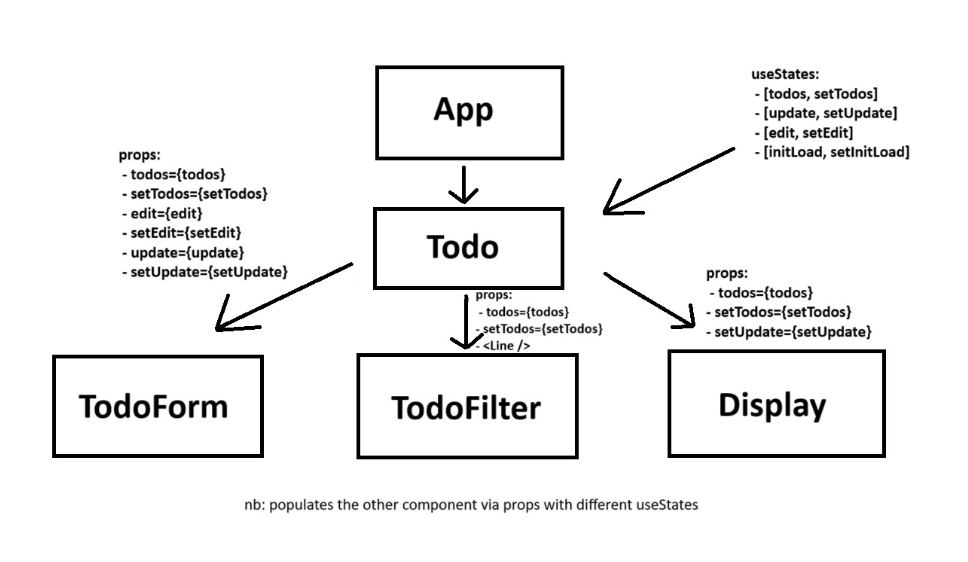 App
useStates:
- [todos, setTodos]
- [update, setUpdate]
- [edit, setEdit]
- [initLoad, setInitLoad]
props:
- todos={todos}
- setTodos={setTodos}
- edit={edit}
- setEdit={setEdit}
- update={update}
- setUpdate={setUpdate}
Todo
props:
- todos={todos}
- setTodos={setTodos}
- <Line />
props:
- todos={todos}
- setTodos={setTodos}
- setUpdate={setUpdate}
TodoForm
TodoFilter
Display
nb: populates the other component via props with different useStates